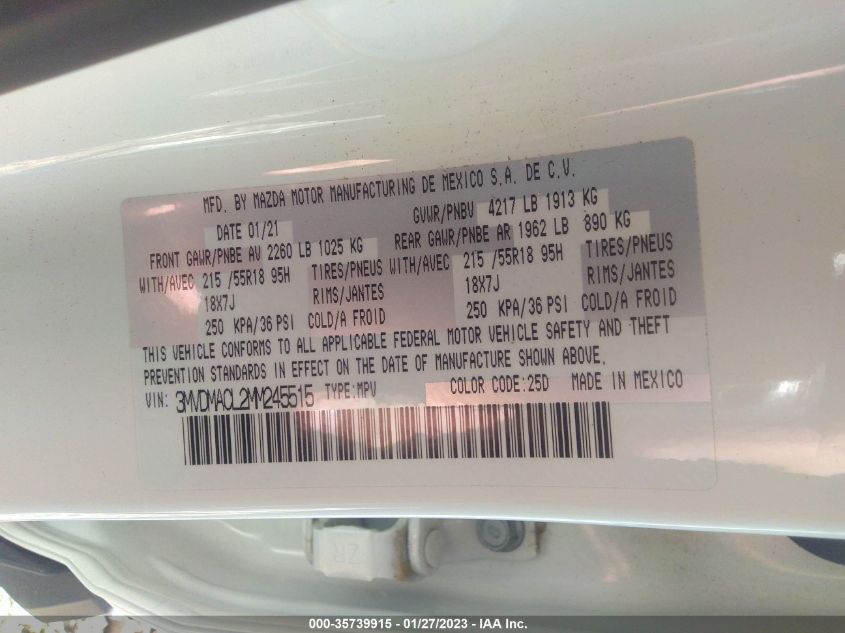 MFD. BY MAZDA MOTOR MANUFACTURING DE MEXICO S.A. DE C.V.
DATE 01/21 GVWR/PNBV 4217 LB 1913 KG
FRONT GAWR/PNBE AV 2260 LB 1025 KG REAR GAWR/PNBE AR 1962 LB 890 KG
WITH/AVEC 215 /55R18 95H TIRES/PNEUS WITH/AVEC 215 /55R18 95H TIRES/PNEUS
18X7J RIMS/JANTES 18X7J RIMS/JANTES
250 KPA/36 PSI COLD/A FROID 250 KPA/36 PSI COLD/A FROID
THIS VEHICLE CONFORMS TO ALL APPLICABLE FEDERAL MOTOR VEHICLE SAFETY AND THEFT
PREVENTION STANDARDS IN EFFECT ON THE DATE OF MANUFACTURE SHOWN ABOVE.
VIN: 3MVDMACL2MM245515 TYPE:MPV COLOR CODE:25D MADE IN MEXICO
ZR
000-35739915 - 01/27/2023 - IAA Inc.